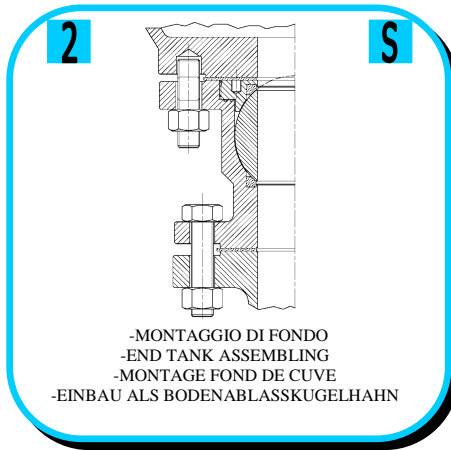 2 S
-MONTAGGIO DI FONDO
-END TANK ASSEMBLING
-MONTAGE FOND DE CUVE
-EINBAU ALS BODENABLASSKUGELHAHN